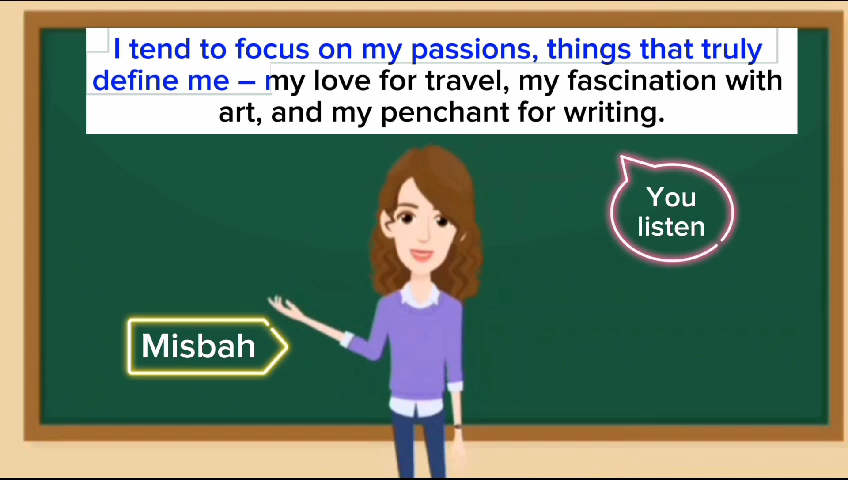 I tend to focus on my passions, things that truly
define me – my love for travel, my fascination with
art, and my penchant for writing.
You
listen
Misbah